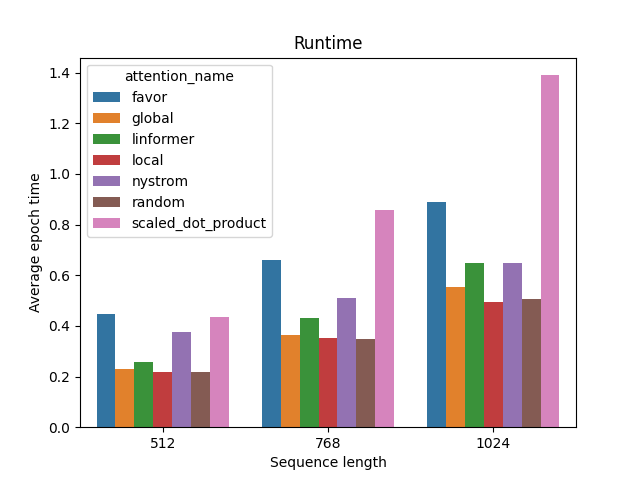 Runtime
1.4
1.2
1.0
0.8
0.6
0.4
0.2
0.0
Average epoch time
attention_name
favor
global
linformer
local
nystrom
random
scaled_dot_product
512 768 1024
Sequence length